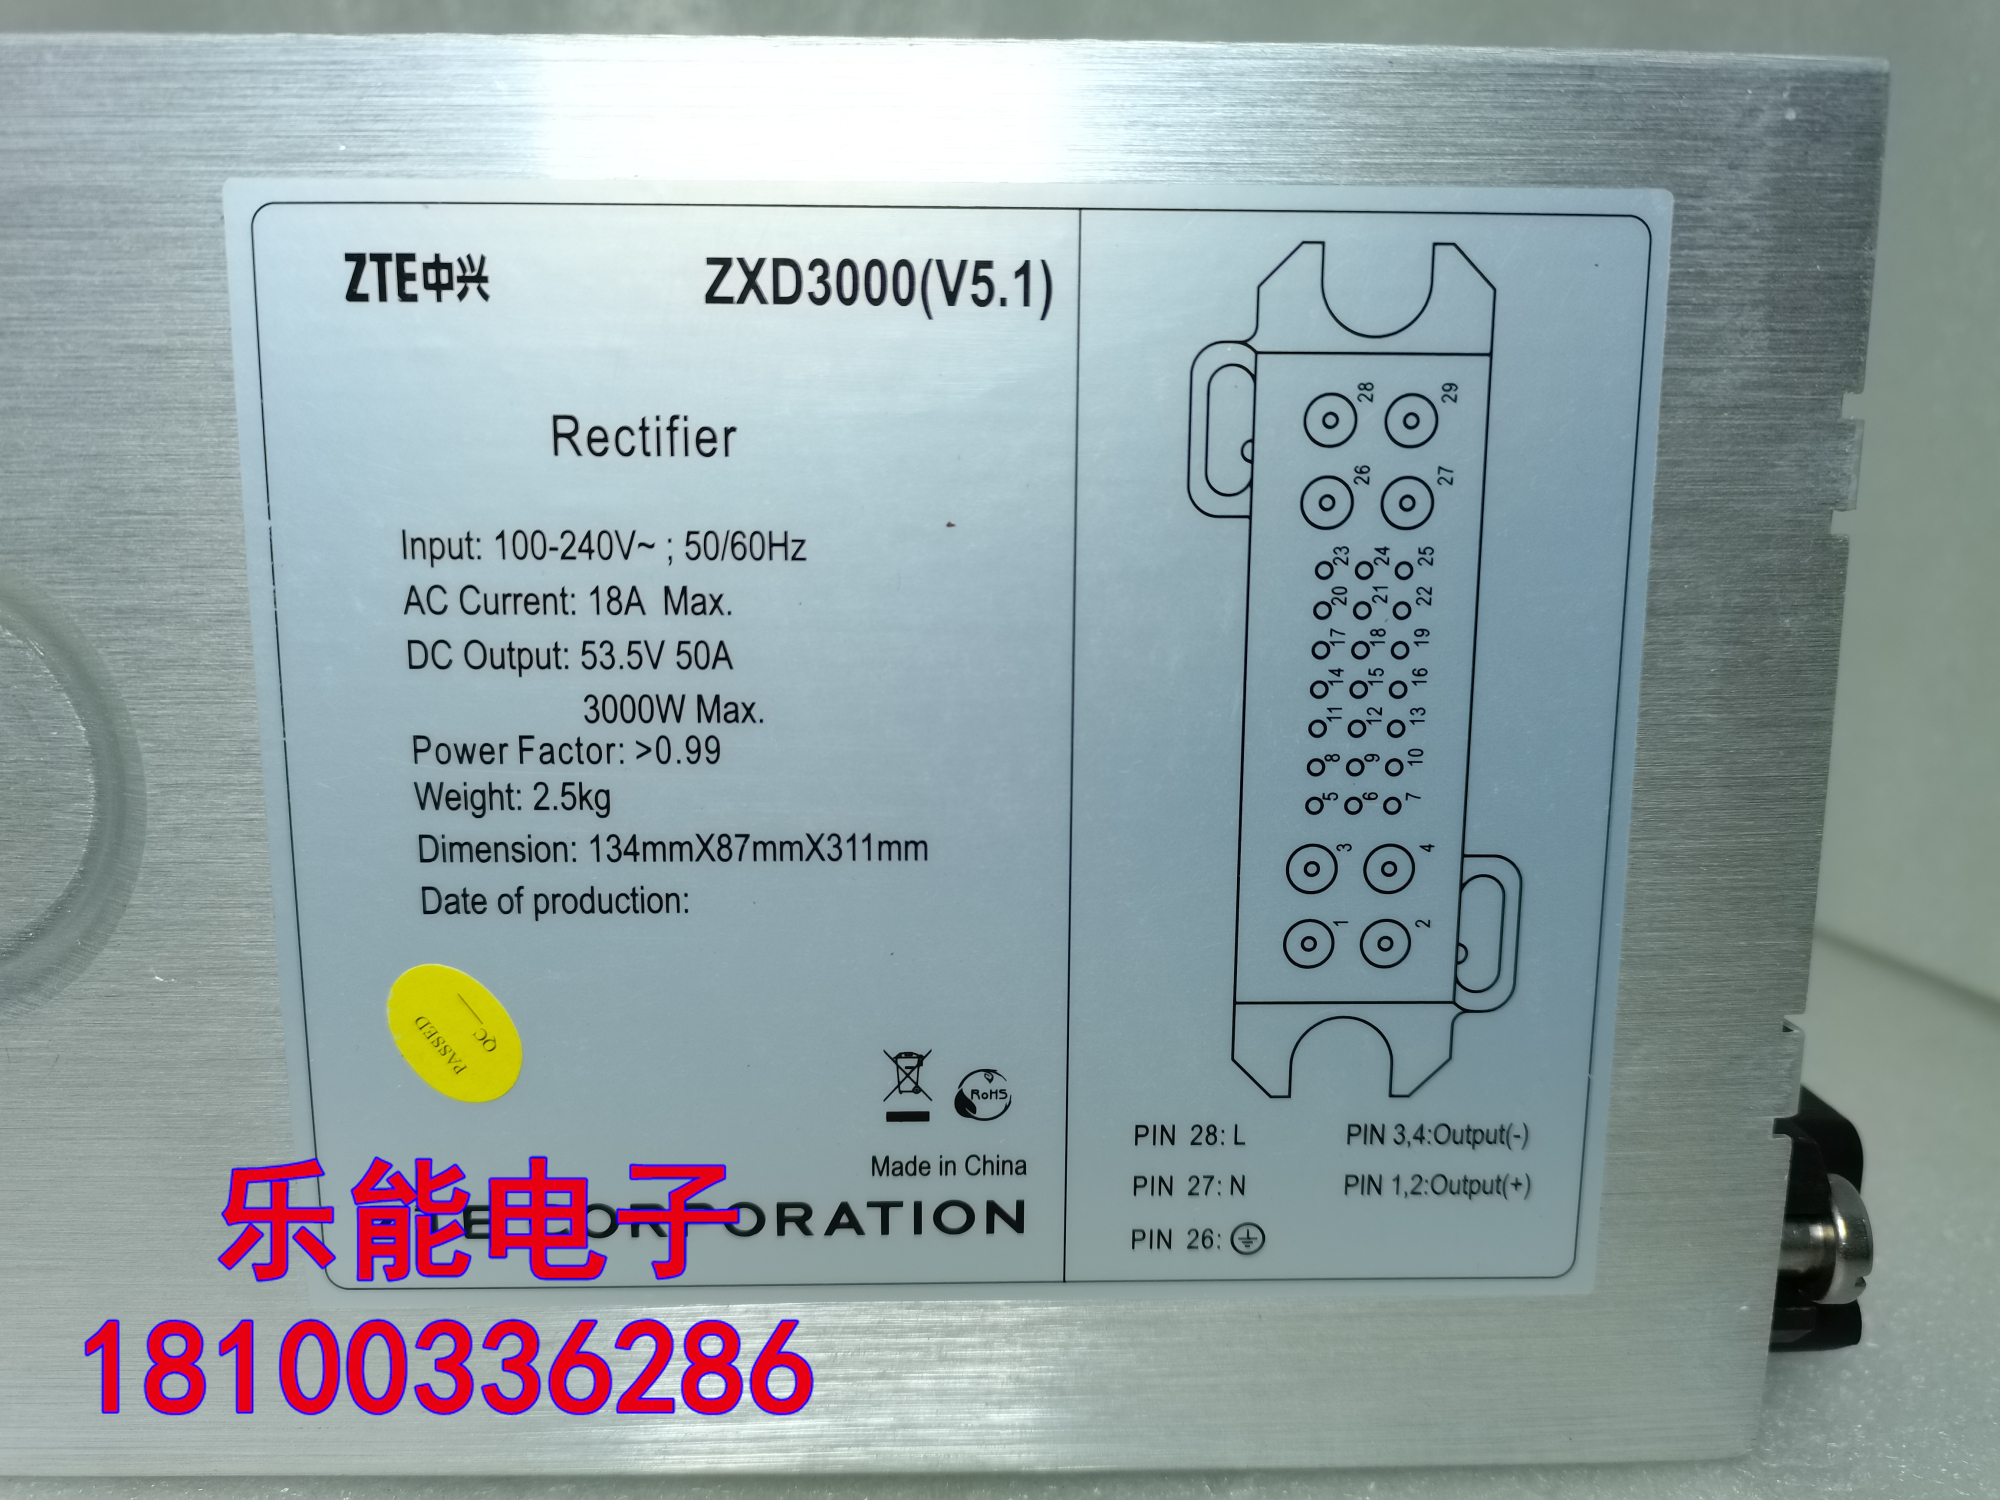 ZTE中兴 ZXD3000(V5.1)
Rectifier
Input: 100-240V~ ; 50/60Hz
AC Current: 18A Max.
DC Output: 53.5V 50A
3000W Max.
Power Factor: >0.99
Weight: 2.5kg
Dimension: 134mmX87mmX311mm
Date of production:
QC
PASSED
RoHS
Made in China
ZTE CORPORATION
28 29
26 27
23 24 25
20 21 22
17 18 19
14 15 16
11 12 13
8 9 10
5 6 7
3 4
1 2
PIN 28: L PIN 3,4:Output(-)
PIN 27: N PIN 1,2:Output(+)
PIN 26:
乐能电子
18100336286